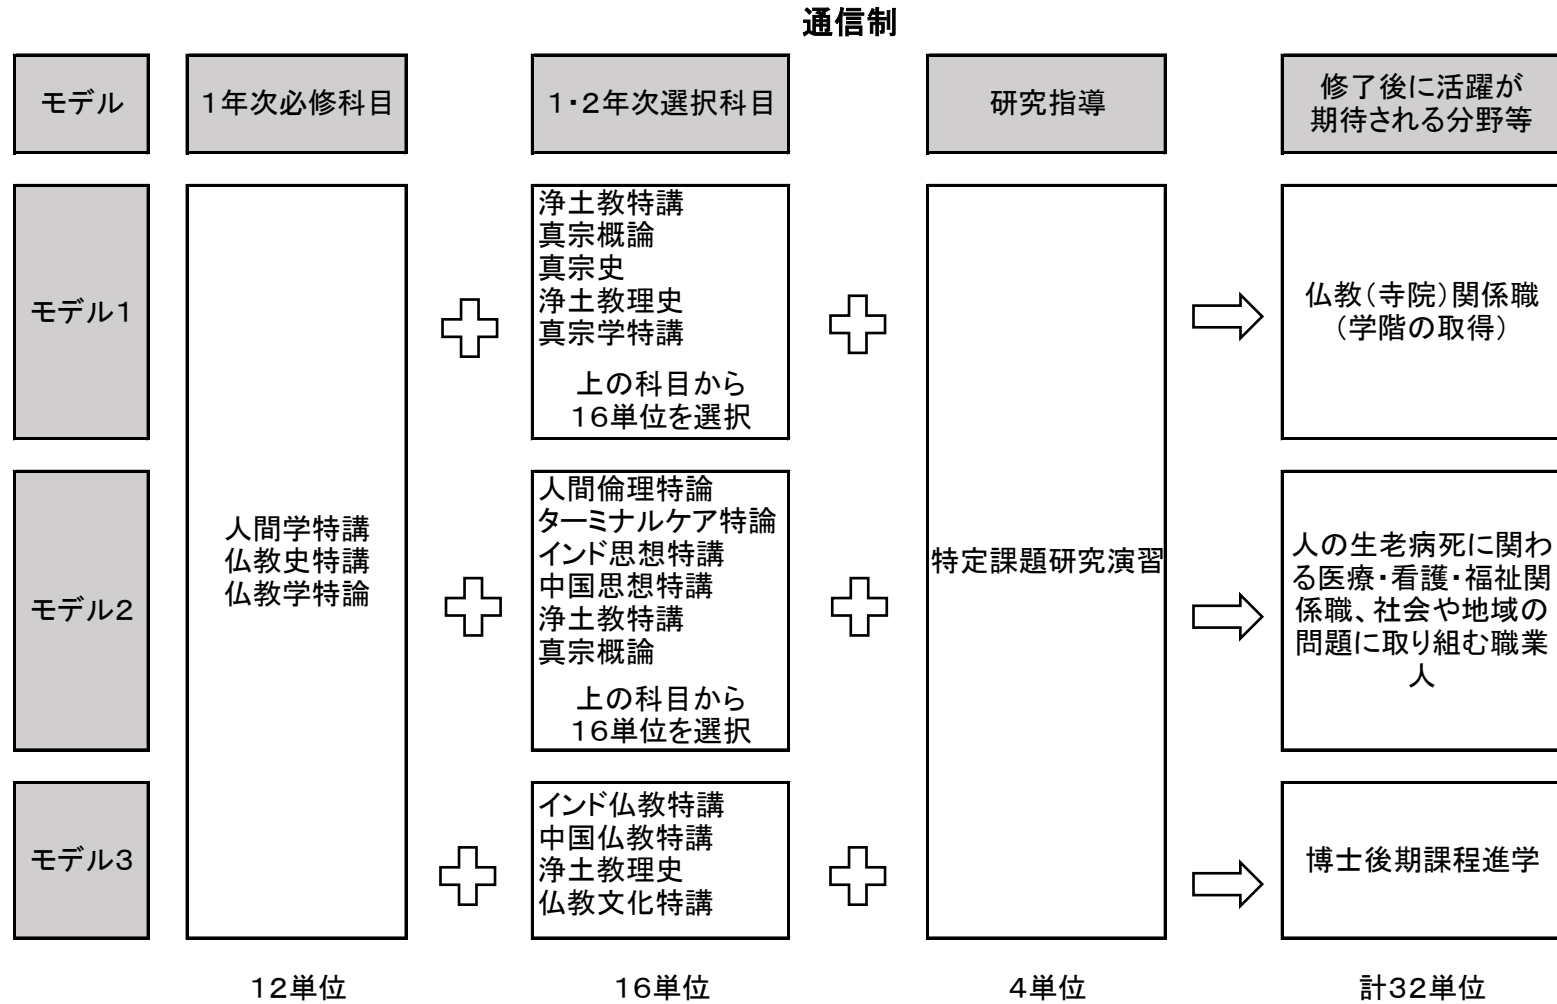 通信制
モデル
１年次必修科目
１・２年次選択科目
研究指導
修了後に活躍が
期待される分野等
モデル１
浄土教特講
真宗概論
真宗史
浄土教理史
真宗学特講
上の科目から
１６単位を選択
仏教（寺院）関係職
（学階の取得）
モデル２
人間学特講
仏教史特講
仏教学特論
人間倫理特論
ターミナルケア特論
インド思想特講
中国思想特講
浄土教特講
真宗概論
上の科目から
１６単位を選択
特定課題研究演習
人の生老病死に関わ
る医療・看護・福祉関
係職、社会や地域の
問題に取り組む職業
人
モデル３
インド仏教特講
中国仏教特講
浄土教理史
仏教文化特講
博士後期課程進学
１２単位
１６単位
４単位
計３２単位